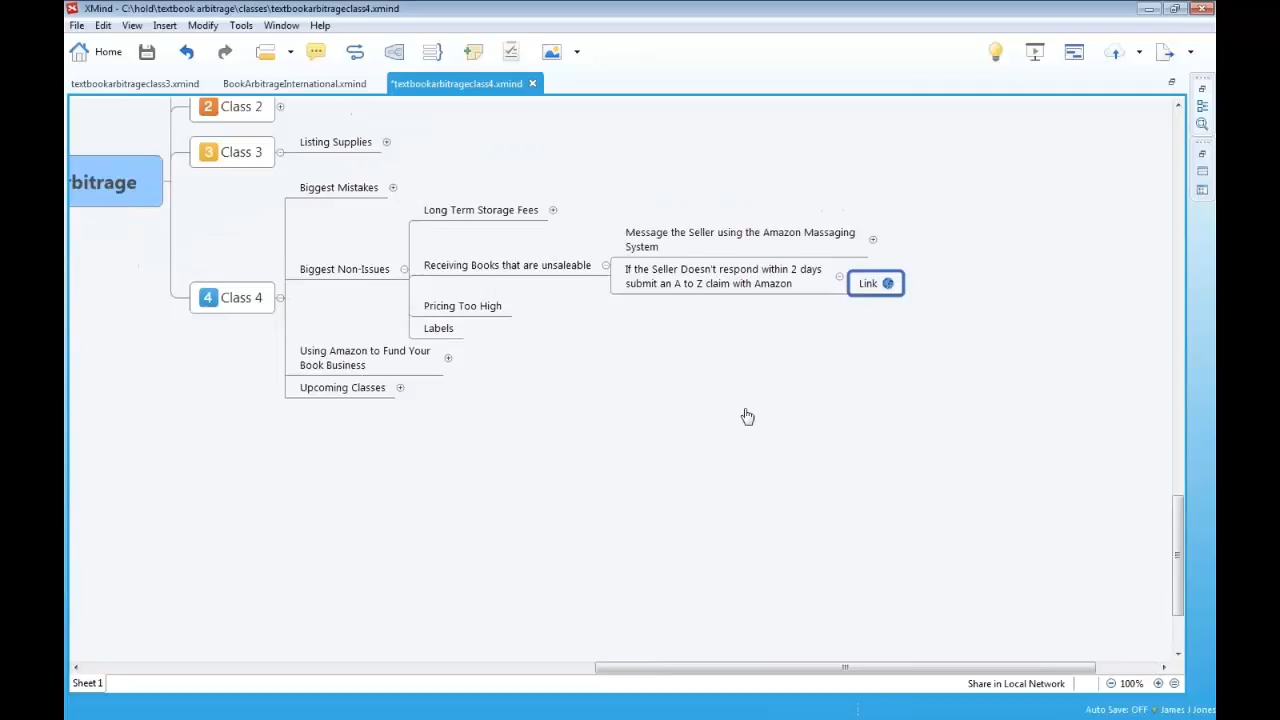 XMind - C:\hold\textbook arbitrage\classes\textbookarbitrageclass4.xmind
File Edit View Insert Modify Tools Window Help
Home
textbookarbitrageclass3.xmind BookArbitrageInternational.xmind *textbookarbitrageclass4.xmind
2 Class 2
3 Class 3
Listing Supplies
rbitrage
Biggest Mistakes
Long Term Storage Fees
Message the Seller using the Amazon Massaging
System
Biggest Non-Issues
Receiving Books that are unsaleable
If the Seller Doesn't respond within 2 days
submit an A to Z claim with Amazon
Link
4 Class 4
Pricing Too High
Labels
Using Amazon to Fund Your
Book Business
Upcoming Classes
Sheet 1
Share in Local Network
100%
Auto Save: OFF
James J Jones